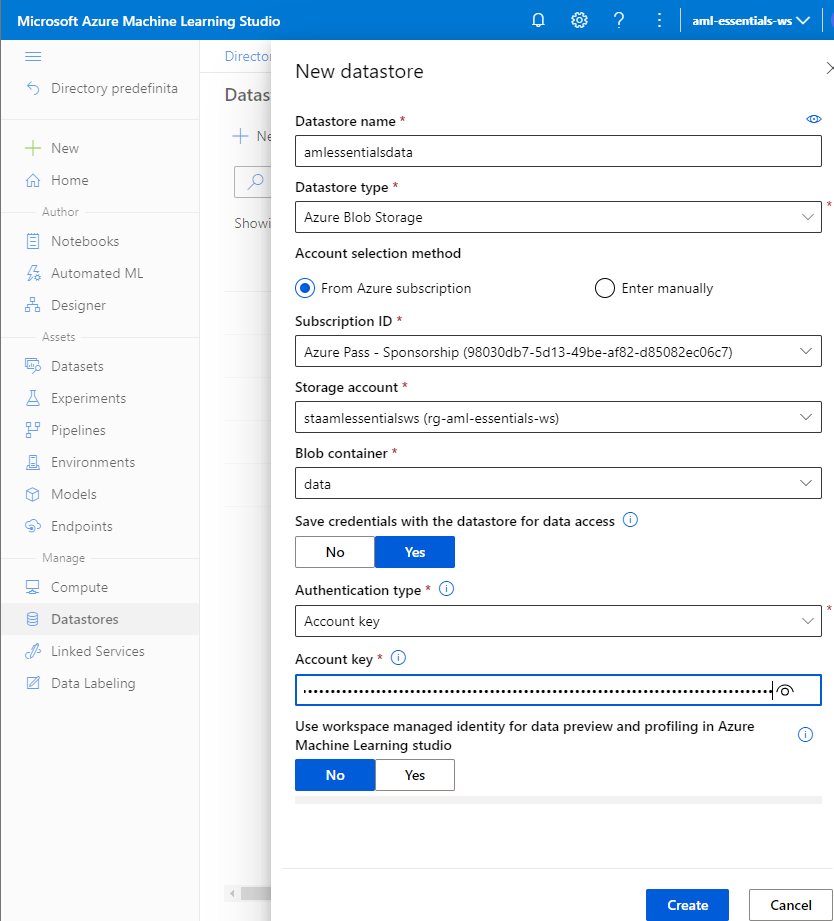 Microsoft Azure Machine Learning Studio
aml-essentials-ws
Directory predefinita
New
Home
Author
Notebooks
Automated ML
Designer
Assets
Datasets
Experiments
Pipelines
Environments
Models
Endpoints
Manage
Compute
Datastores
Linked Services
Data Labeling
Directo
Datas
Ne
Showi
New datastore
Datastore name *
amlessentialsdata
Datastore type *
Azure Blob Storage
*
Account selection method
From Azure subscription
Enter manually
Subscription ID *
Azure Pass - Sponsorship (98030db7-5d13-49be-af82-d85082ec06c7)
Storage account *
staamlessentialsws (rg-aml-essentials-ws)
Blob container *
data
Save credentials with the datastore for data access
No
Yes
Authentication type *
Account key
*
Account key *
Use workspace managed identity for data preview and profiling in Azure
Machine Learning studio
No
Yes
Create
Cancel